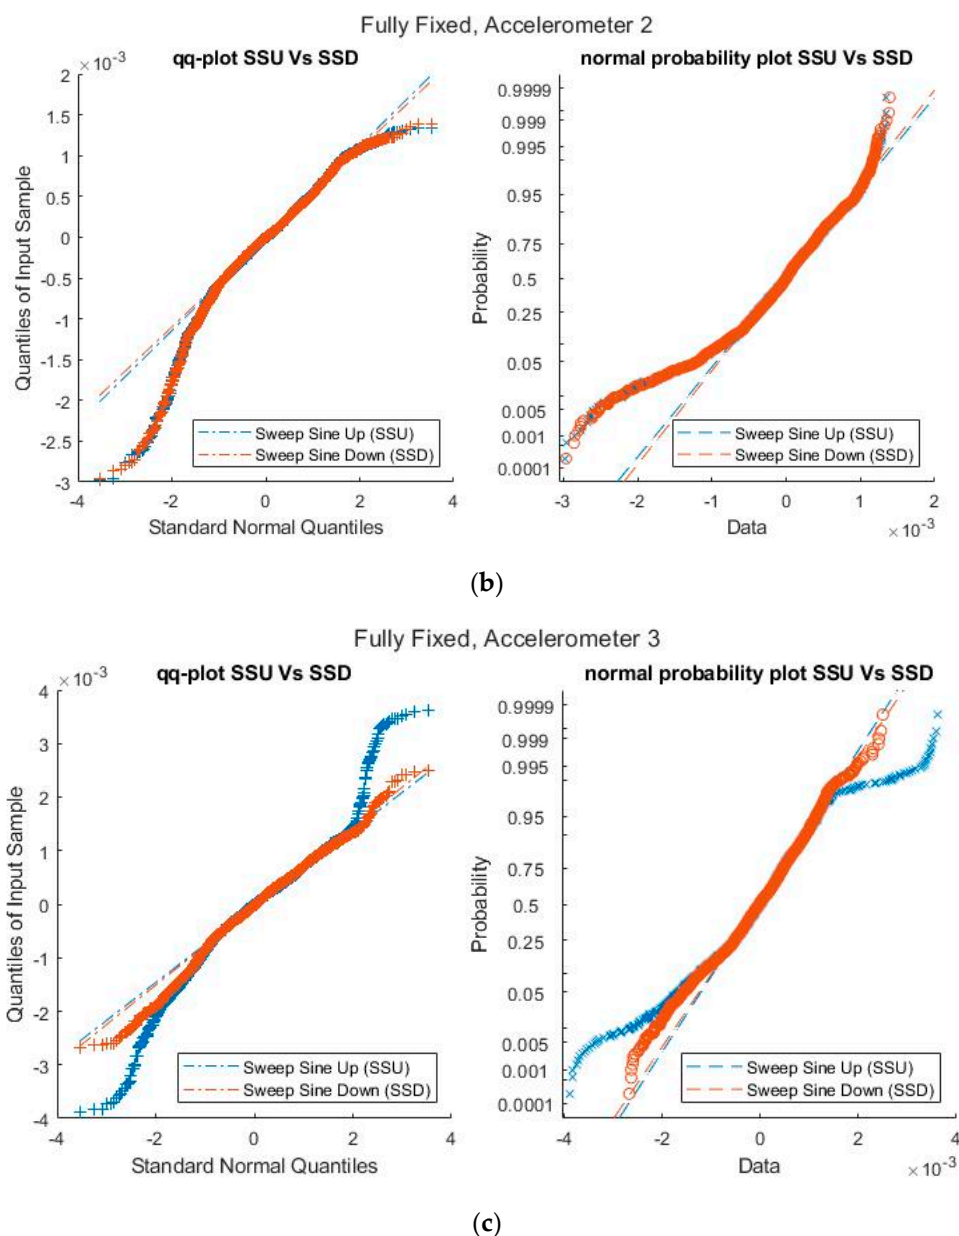 Fully Fixed, Accelerometer 2
×10-3
qq-plot SSU Vs SSD
2
1.5
1
0.5
0
-0.5
-1
-1.5
-2
-2.5
-3
Quantiles of Input Sample
Sweep Sine Up (SSU)
Sweep Sine Down (SSD)
-4
-2
0
2
4
Standard Normal Quantiles
normal probability plot SSU Vs SSD
0.9999
0.999
0.995
0.95
0.75
0.5
0.25
0.05
0.005
0.001
0.0001
Probability
Sweep Sine Up (SSU)
Sweep Sine Down (SSD)
-3
-2
-1
0
1
2
Data
×10-3
(b)
Fully Fixed, Accelerometer 3
×10-3
qq-plot SSU Vs SSD
4
3
2
1
0
-1
-2
-3
-4
Quantiles of Input Sample
Sweep Sine Up (SSU)
Sweep Sine Down (SSD)
-4
-2
0
2
4
Standard Normal Quantiles
normal probability plot SSU Vs SSD
0.9999
0.999
0.995
0.95
0.75
0.5
0.25
0.05
0.005
0.001
0.0001
Probability
Sweep Sine Up (SSU)
Sweep Sine Down (SSD)
-4
-2
0
2
4
Data
×10-3
(c)